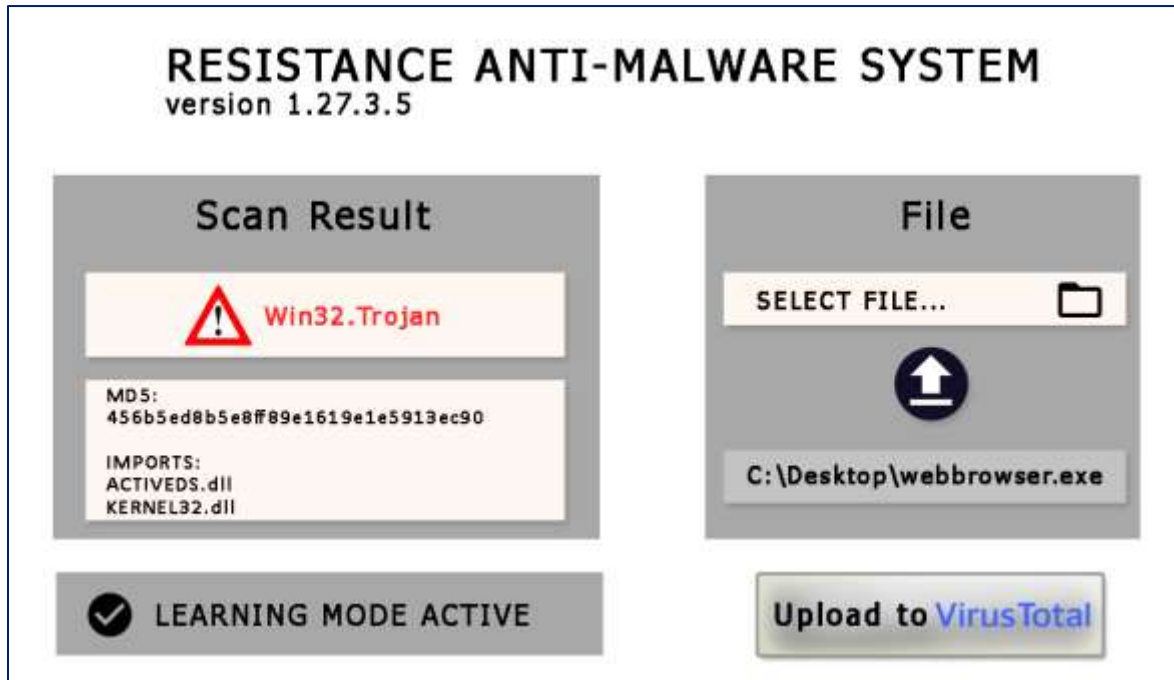 RESISTANCE ANTI-MALWARE SYSTEM
version 1.27.3.5
Scan Result
Win32.Trojan
MD5:
456b5ed8b5e8ff89e1619e1e5913ec90
IMPORTS:
ACTIVEDS.dll
KERNEL32.dll
LEARNING MODE ACTIVE
File
SELECT FILE...
C:\Desktop\webbrowser.exe
Upload to VirusTotal